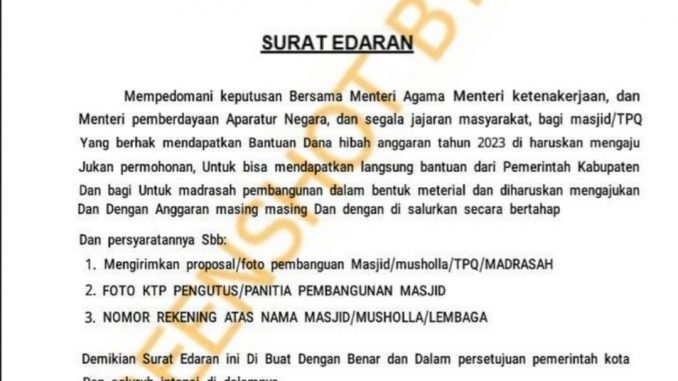 SURAT EDARAN
Mempedomani keputusan Bersama Menteri Agama Menteri ketenakerjaan, dan
Menteri pemberdayaan Aparatur Negara, dan segala jajaran masyarakat, bagi masjid/TPQ
Yang berhak mendapatkan Bantuan Dana hibah anggaran tahun 2023 di haruskan mengaju
Jukan permohonan, Untuk bisa mendapatkan langsung bantuan dari Pemerintah Kabupaten
Dan bagi Untuk madrasah pembangunan dalam bentuk meterial dan diharuskan mengajukan
Dan Dengan Anggaran masing masing Dan dengan di salurkan secara bertahap
Dan persyaratannya Sbb:
1. Mengirimkan proposal/foto pembanguan Masjid/musholla/TPQ/MADRASAH
2. FOTO KTP PENGUTUS/PANITIA PEMBANGUNAN MASJID
3. NOMOR REKENING ATAS NAMA MASJID/MUSHOLLA/LEMBAGA
Demikian Surat Edaran ini Di Buat Dengan Benar dan Dalam persetujuan pemerintah kota
EENSHOT B